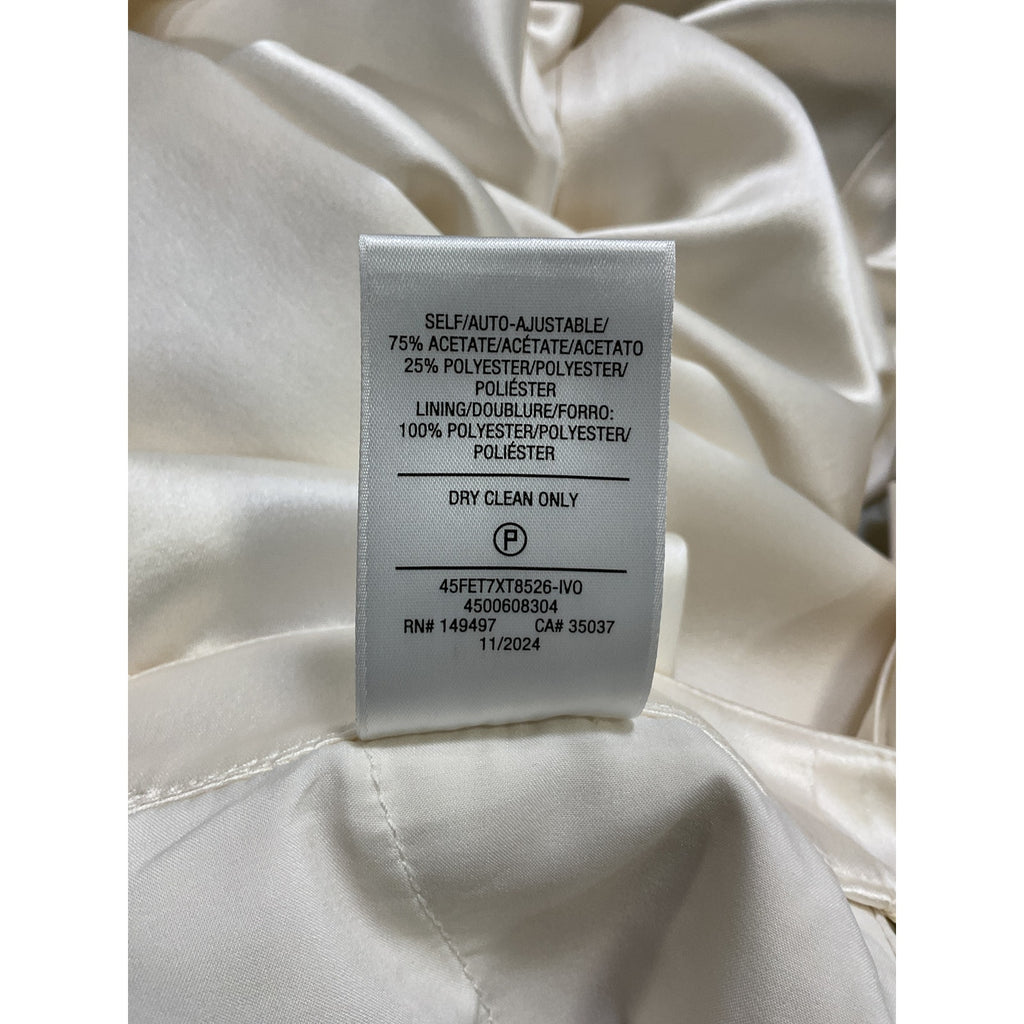 SELF/AUTO-AJUSTABLE/
75% ACETATE/ACÉTATE/ACETATO
25% POLYESTER/POLYESTER/
POLIÉSTER
LINING/DOUBLURE/FORRO:
100% POLYESTER/POLYESTER/
POLIÉSTER
DRY CLEAN ONLY
P
45FET7XT8526-IVO
4500608304
RN# 149497 CA# 35037
11/2024